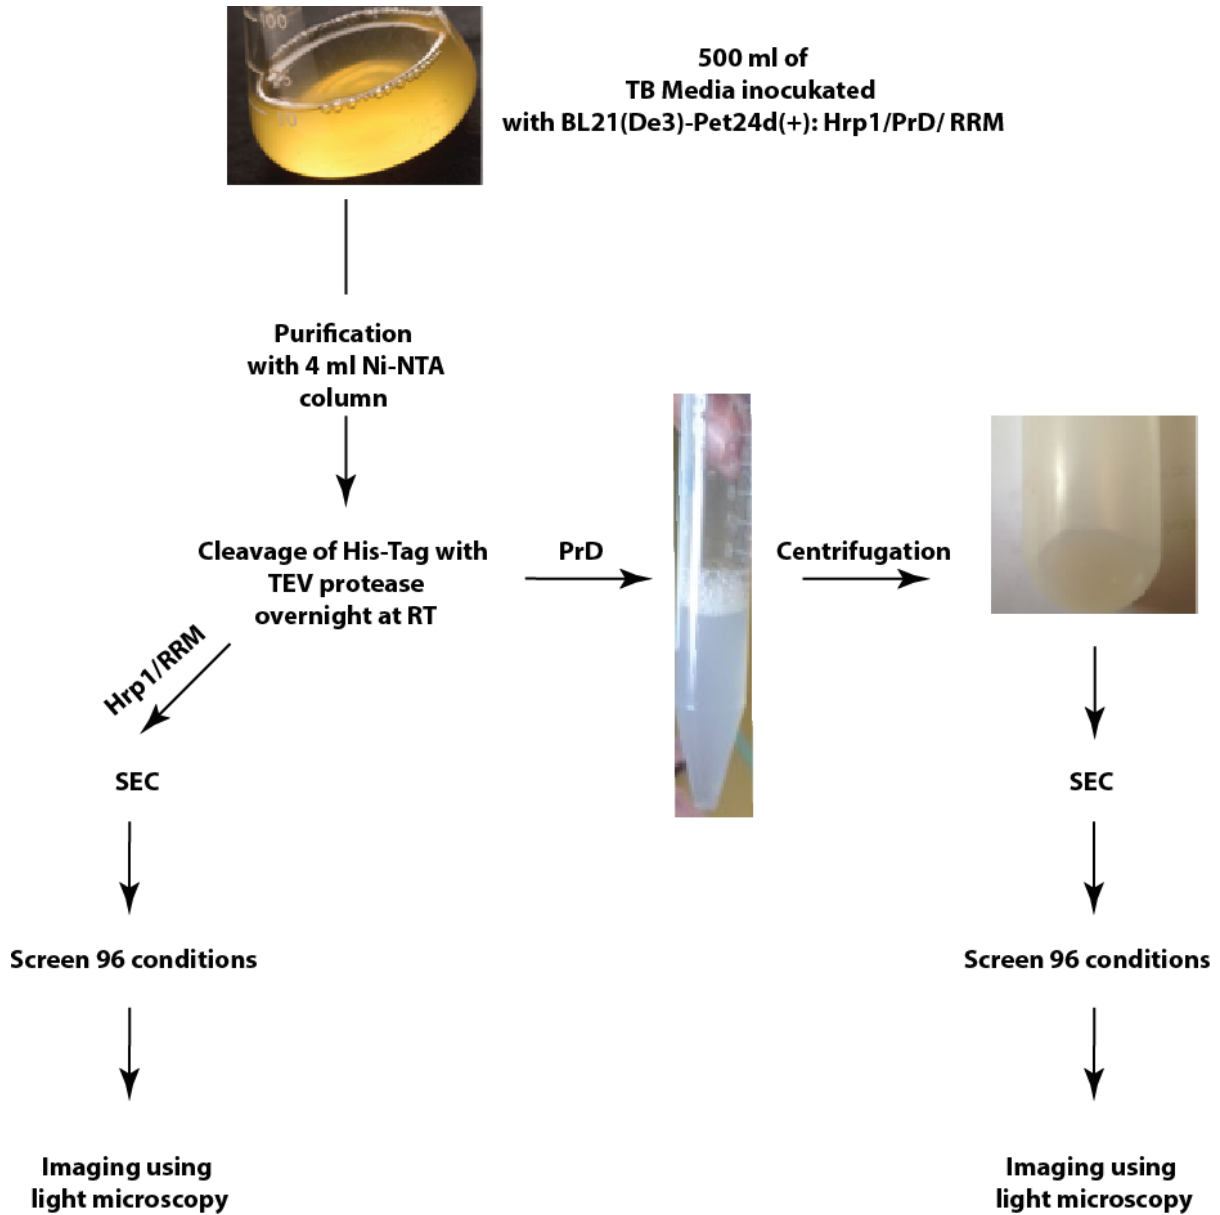 500 ml of
TB Media inocukated
with BL21(De3)-Pet24d(+): Hrp1/PrD/ RRM
Purification
with 4 ml Ni-NTA
column
Cleavage of His-Tag with
TEV protease
overnight at RT
PrD
Centrifugation
Hrp1/RRM
SEC
SEC
Screen 96 conditions
Screen 96 conditions
Imaging using
light microscopy
Imaging using
light microscopy